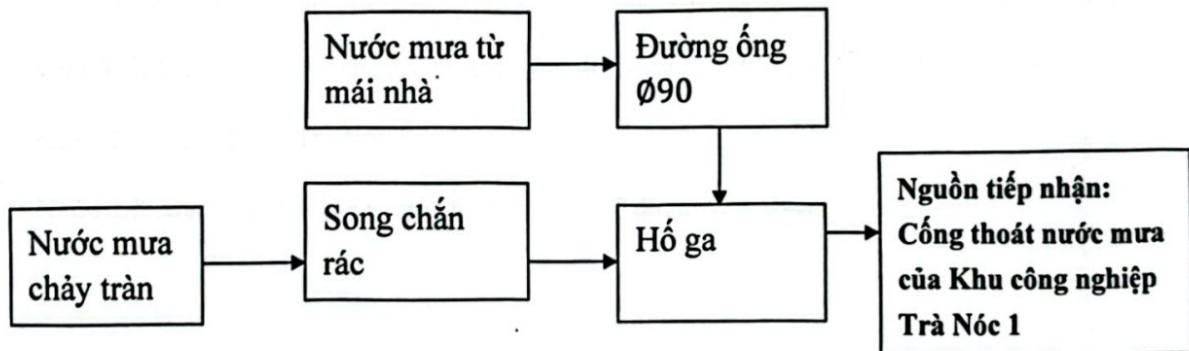 Nước mưa từ
mái nhà
Đường ống
Ø90
Nước mưa
chảy tràn
Song chắn
rác
Hố ga
Nguồn tiếp nhận:
Cống thoát nước mưa
của Khu công nghiệp
Trà Nóc 1